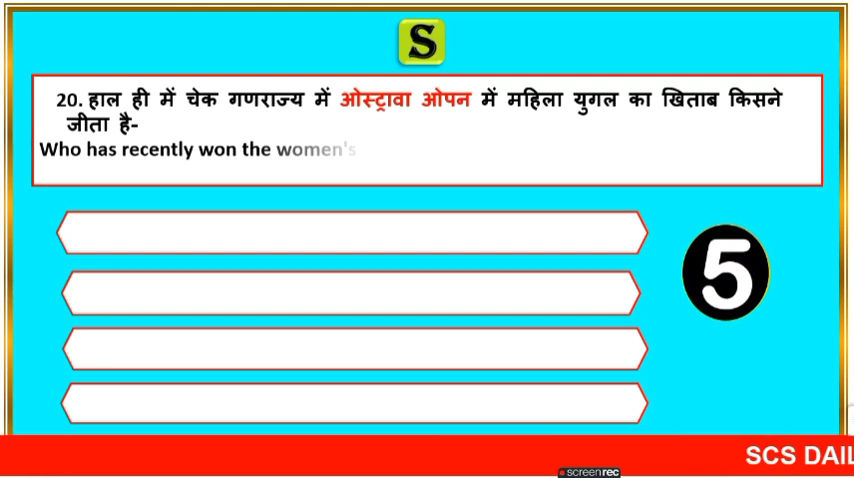 S
20. हाल ही में चेक गणराज्य में ओस्ट्रावा ओपन में महिला युगल का खिताब किसने
जीता है-
Who has recently won the women's
5
SCS DAIL
screenrec